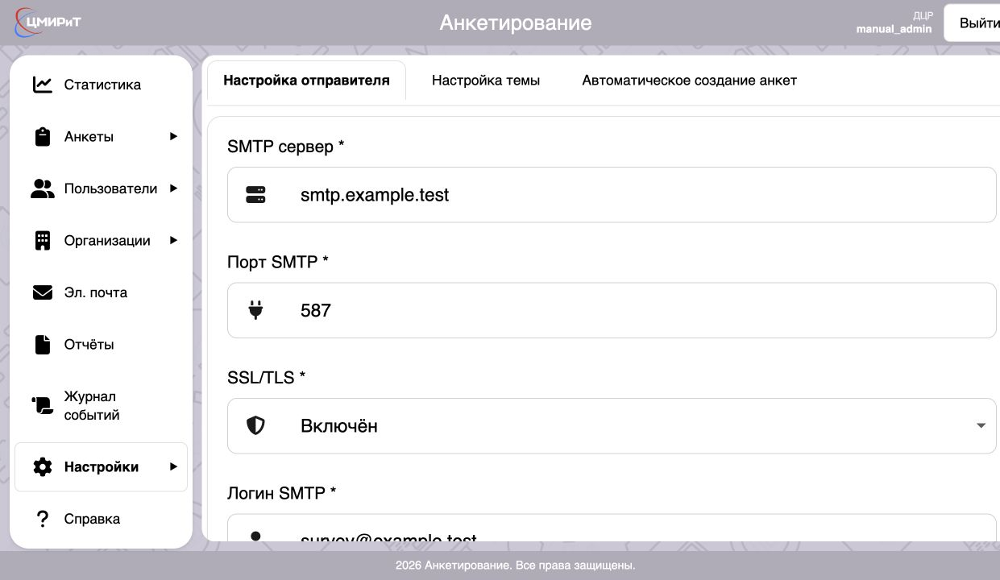 ЦМИРиТ
Анкетирование
ДЦР
manual_admin
Выйти
Статистика
Анкеты
Пользователи
Организации
Эл. почта
Отчёты
Журнал
событий
Настройки
Справка
Настройка отправителя
Настройка темы
Автоматическое создание анкет
SMTP сервер *
smtp.example.test
Порт SMTP *
587
SSL/TLS *
Включён
Логин SMTP *
survey@example.test
2026 Анкетирование. Все права защищены.